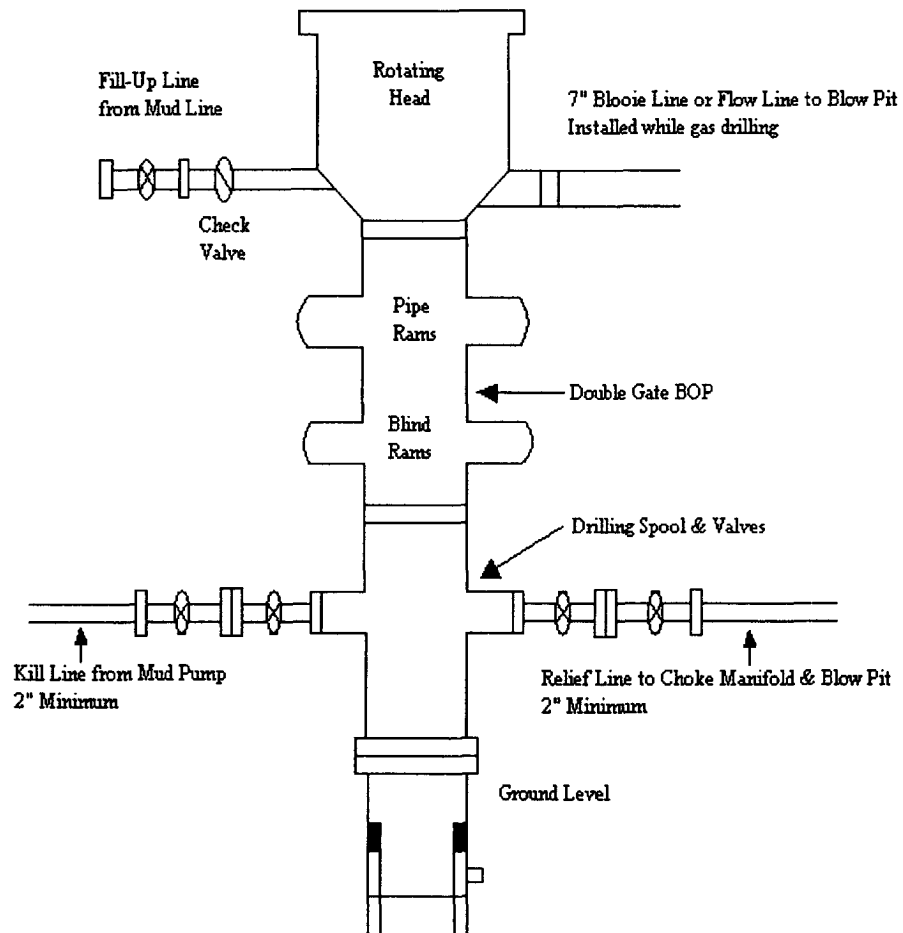 Rotating
Head
Fill-Up Line
from Mud Line
7" Blooie Line or Flow Line to Blow Pit
Installed while gas drilling
Check
Valve
Pipe
Rams
Double Gate BOP
Blind
Rams
Drilling Spool & Valves
Kill Line from Mud Pump
2" Minimum
Relief Line to Choke Manifold & Blow Pit
2" Minimum
Ground Level